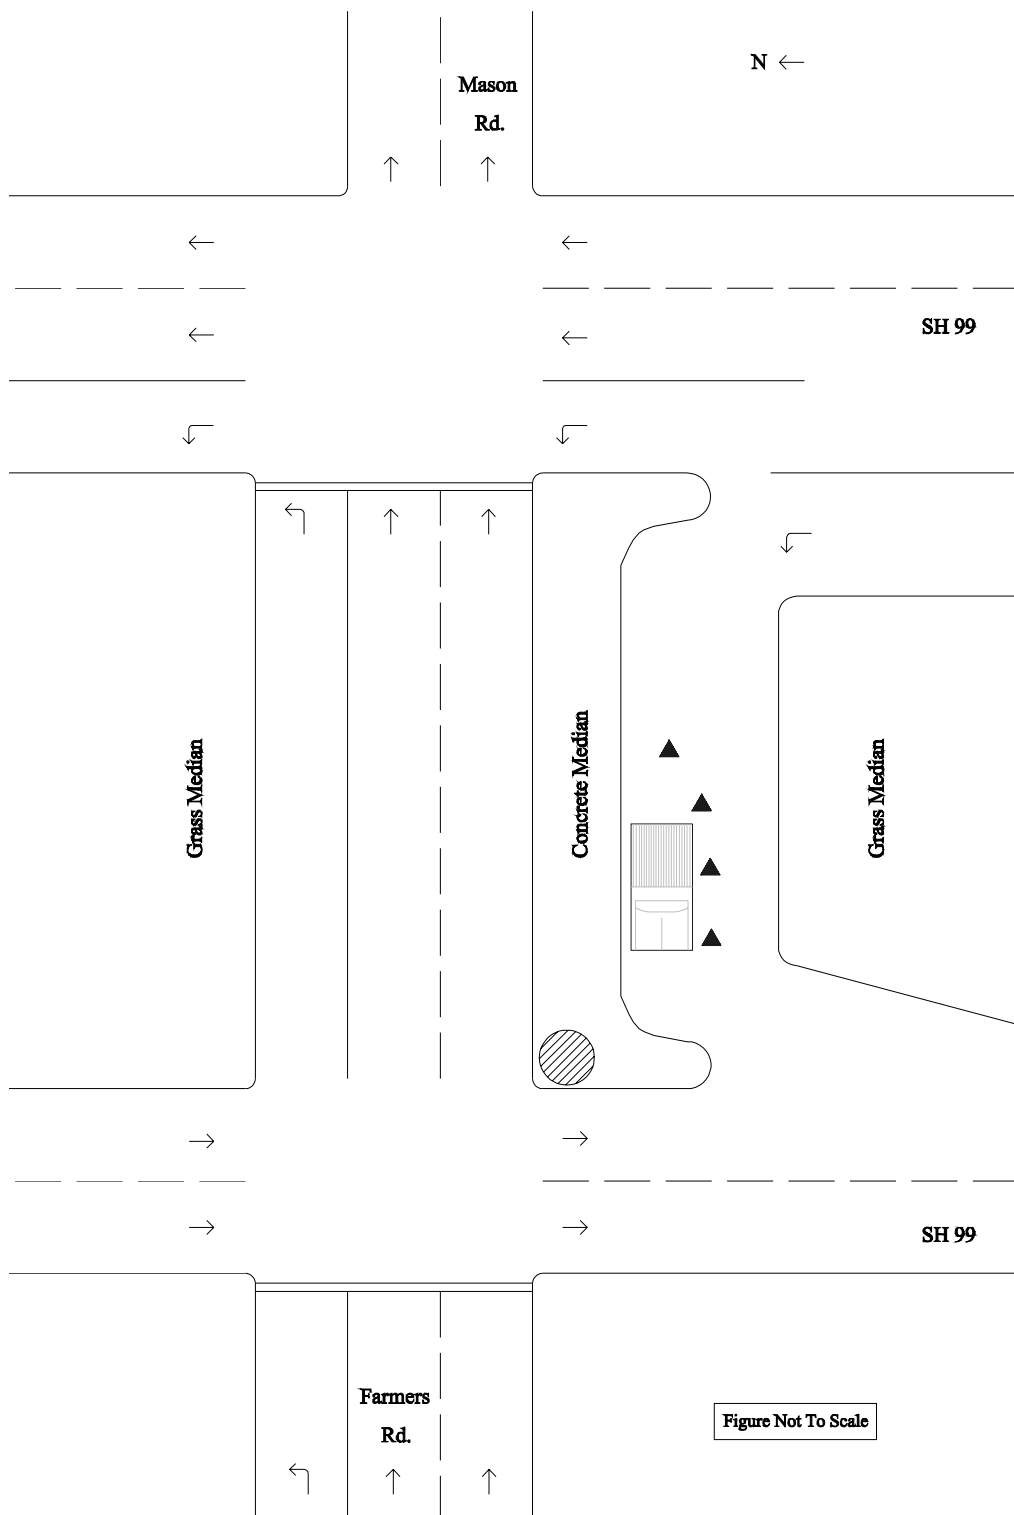 N
Mason
Rd.
SH 99
Grass Median
Concrete Median
Grass Median
SH 99
Farmers
Rd.
Figure Not To Scale